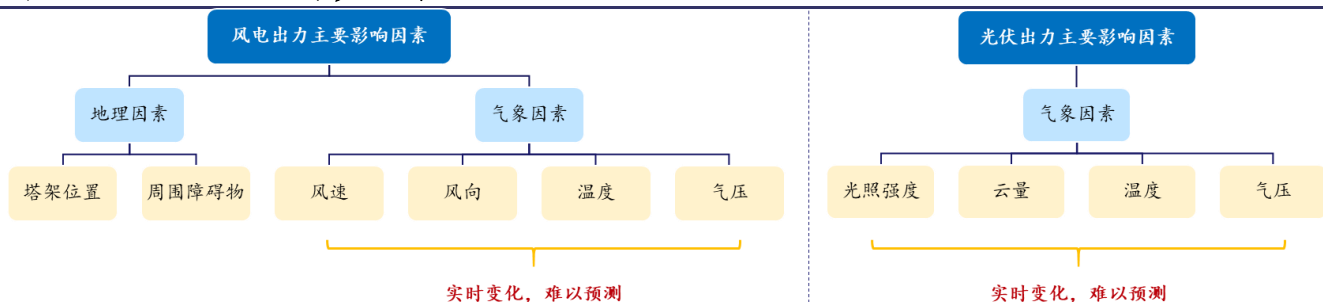 风电出力主要影响因素
地理因素
气象因素
塔架位置
周围障碍物
风速
风向
温度
气压
实时变化，难以预测
光伏出力主要影响因素
气象因素
光照强度
云量
温度
气压
实时变化，难以预测